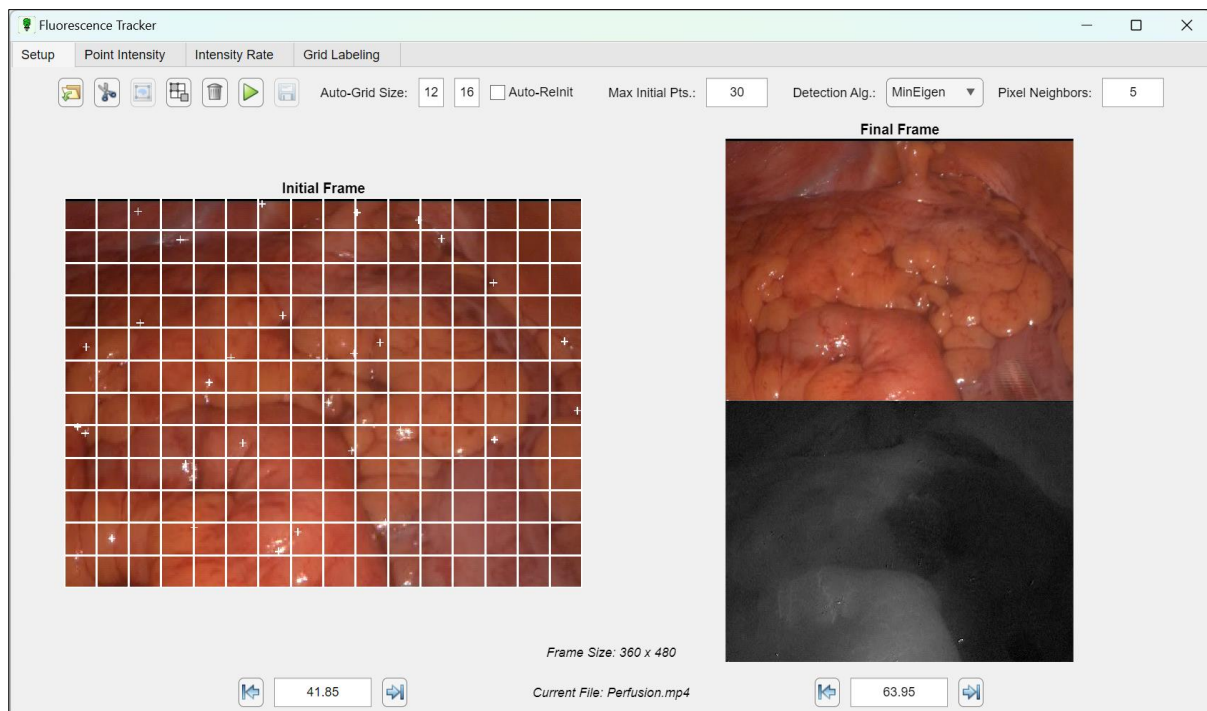 Fluorescence Tracker
Setup Point Intensity Intensity Rate Grid Labeling
Auto-Grid Size: 12 16 Auto-ReInit Max Initial Pts.: 30 Detection Alg.: MinEigen Pixel Neighbors: 5
Final Frame
Initial Frame
Frame Size: 360 x 480
41.85 Current File: Perfusion.mp4 63.95